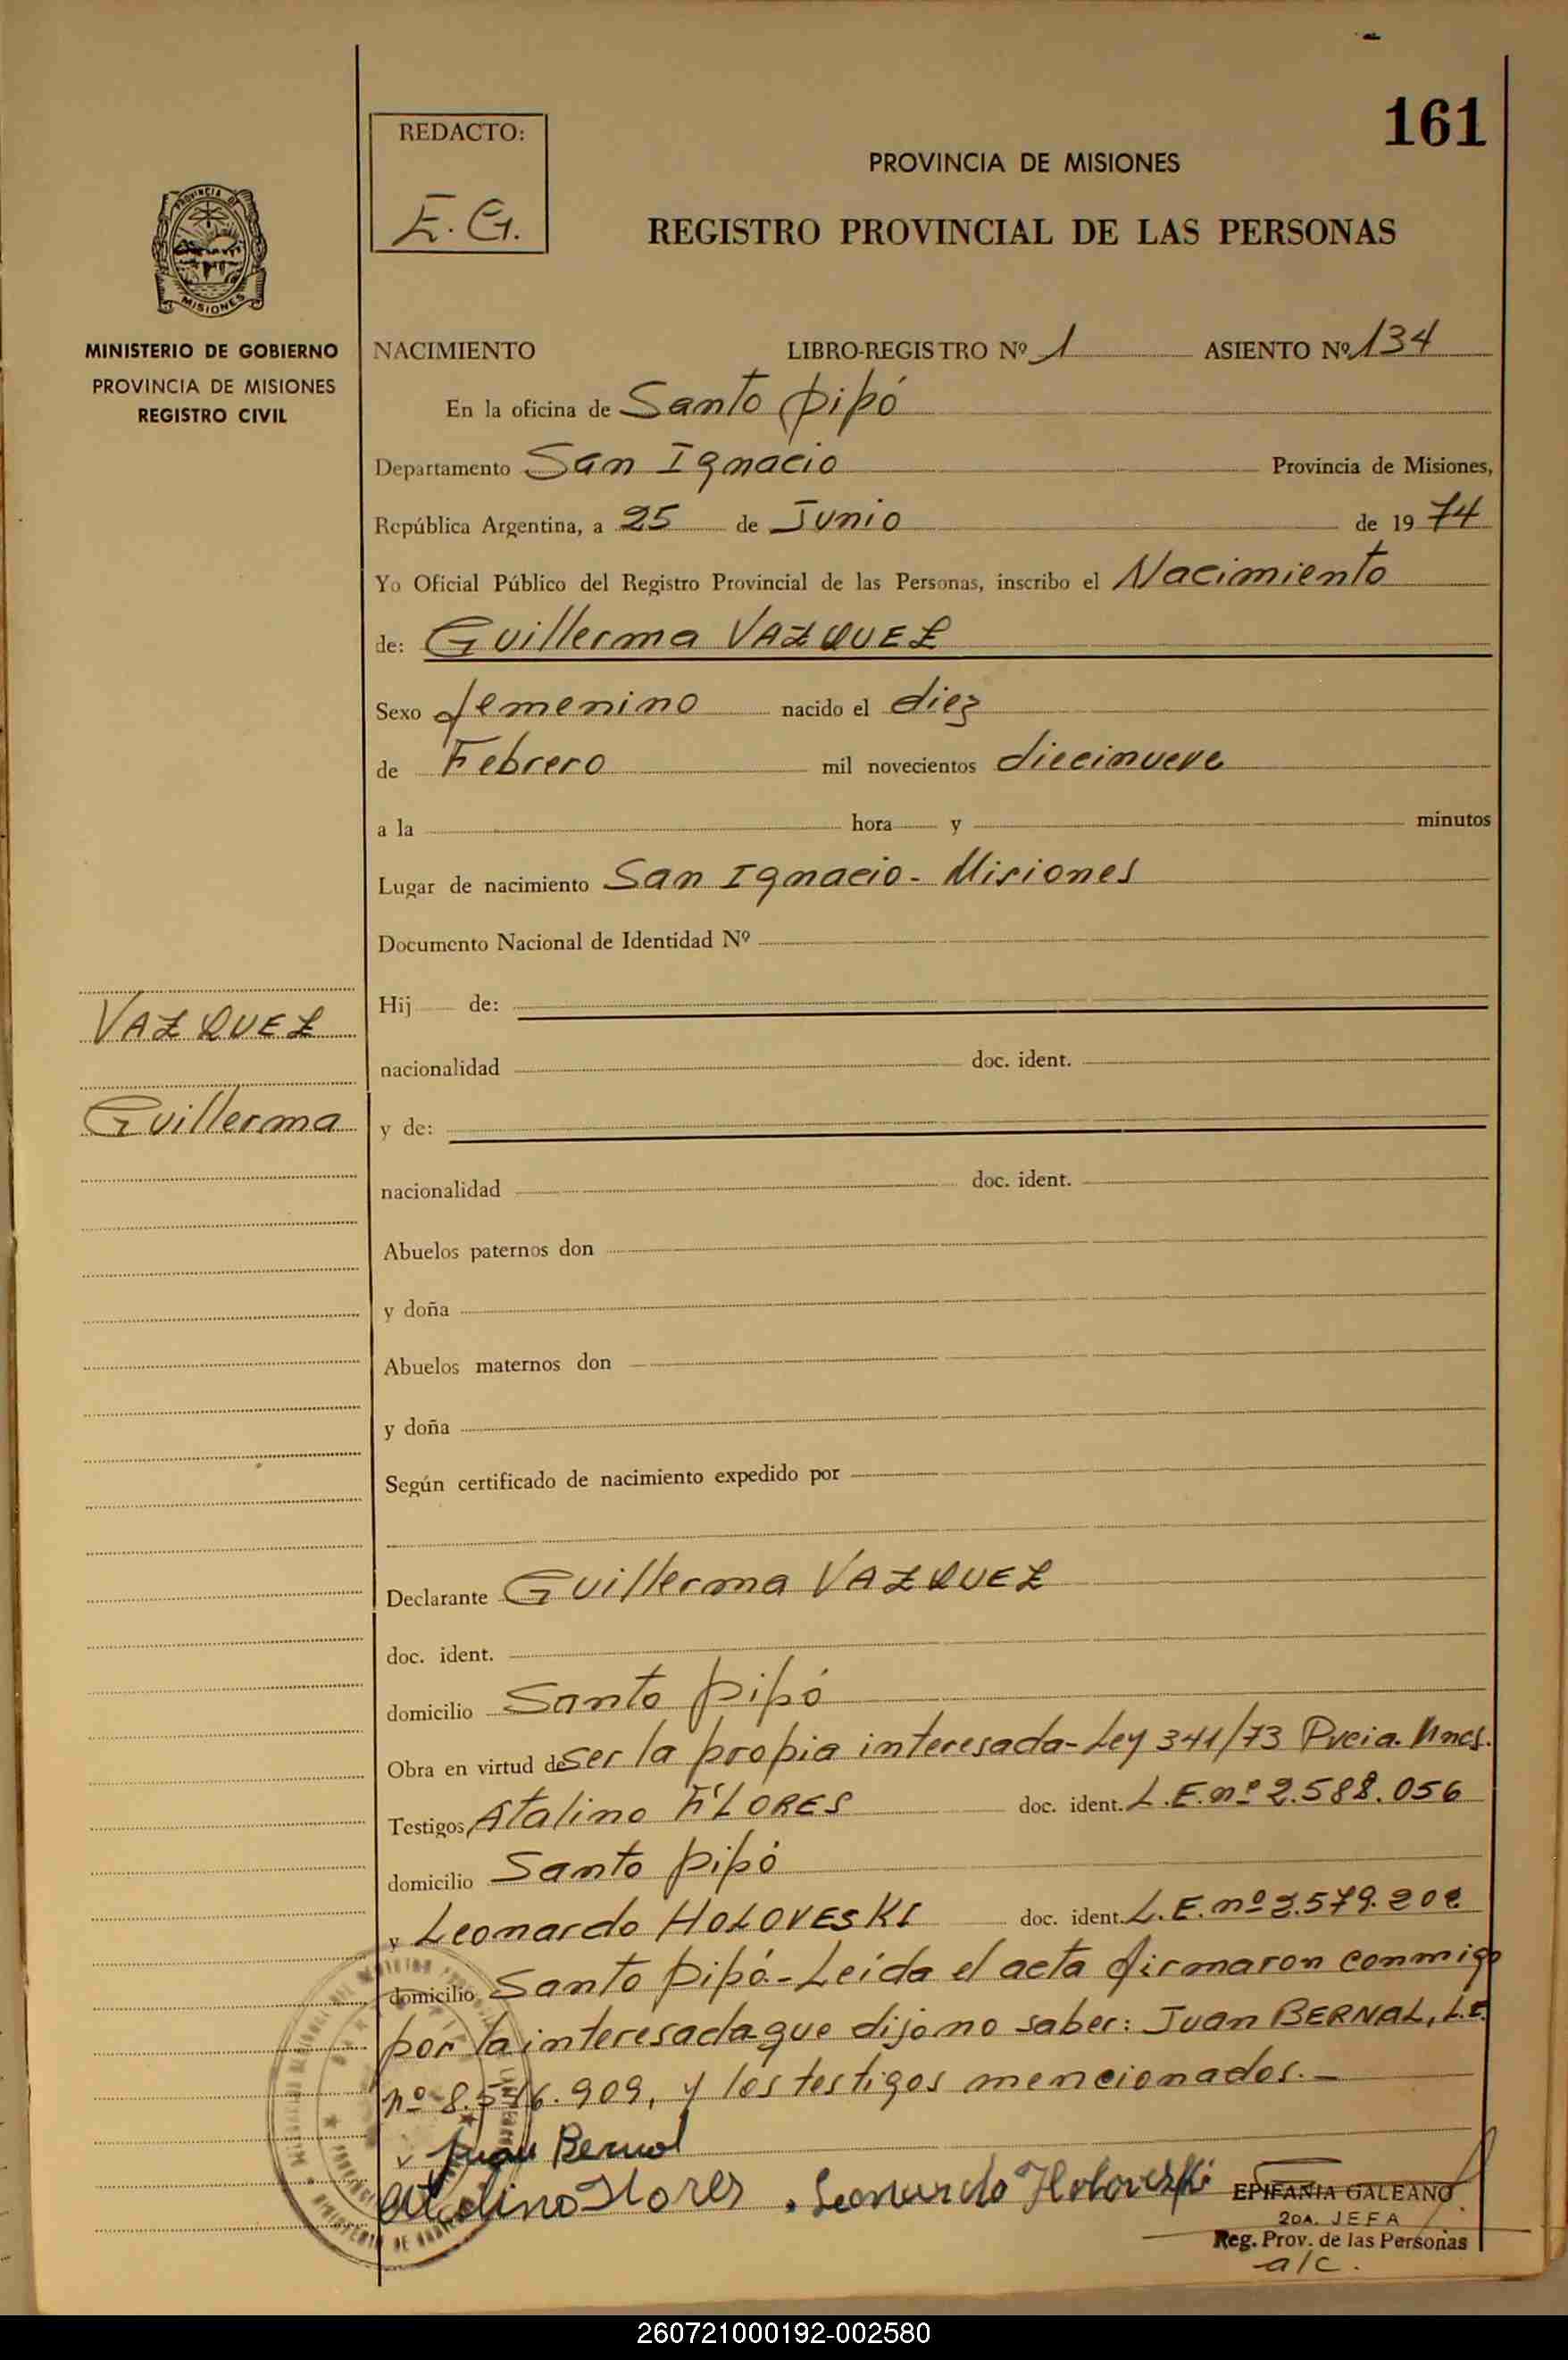 161
REDACTO:
E. G.
PROVINCIA DE MISIONES
REGISTRO PROVINCIAL DE LAS PERSONAS
PROVINCIA DE
MISIONES
MINISTERIO DE GOBIERNO
PROVINCIA DE MISIONES
REGISTRO CIVIL
NACIMIENTO LIBRO-REGISTRO Nº 1 ASIENTO Nº 134
En la oficina de Santo pipó
Departamento San Ignacio Provincia de Misiones,
República Argentina, a 25 de Junio de 1974
Yo Oficial Público del Registro Provincial de las Personas, inscribo el Nacimiento
de: Guillerma VAZQUEZ
Sexo femenino nacido el diez
de Febrero mil novecientos diecinueve
a la hora y minutos
Lugar de nacimiento San Ignacio - Misiones
Documento Nacional de Identidad Nº
Hij de:
VAZQUEZ
nacionalidad doc. ident.
Guillerma
y de:
nacionalidad doc. ident.
Abuelos paternos don
y doña
Abuelos maternos don
y doña
Según certificado de nacimiento expedido por
Declarante Guillerma VAZQUEZ
doc. ident.
domicilio Santo pipó
Obra en virtud de ser la propia interesada - Ley 341/73 Pvcia. Mnes.
Testigos Atalino FLORES doc. ident. L.E. nº 2.588.056
domicilio Santo pipó
y Leonardo HOLOVESKI doc. ident. L.E. nº 3.579.202
domicilio Santo pipó.- Leída el acta firmaron conmigo
por la interesada que dijo no saber: Juan BERNAL, L.E.
nº 8.546.909, y los testigos mencionados.-
Juan Bernal
Atalino Flores Leonardo Holoveski
EPIFANIA GALEANO
2DA. JEFA
Reg. Prov. de las Personas
a/c.
260721000192-002580